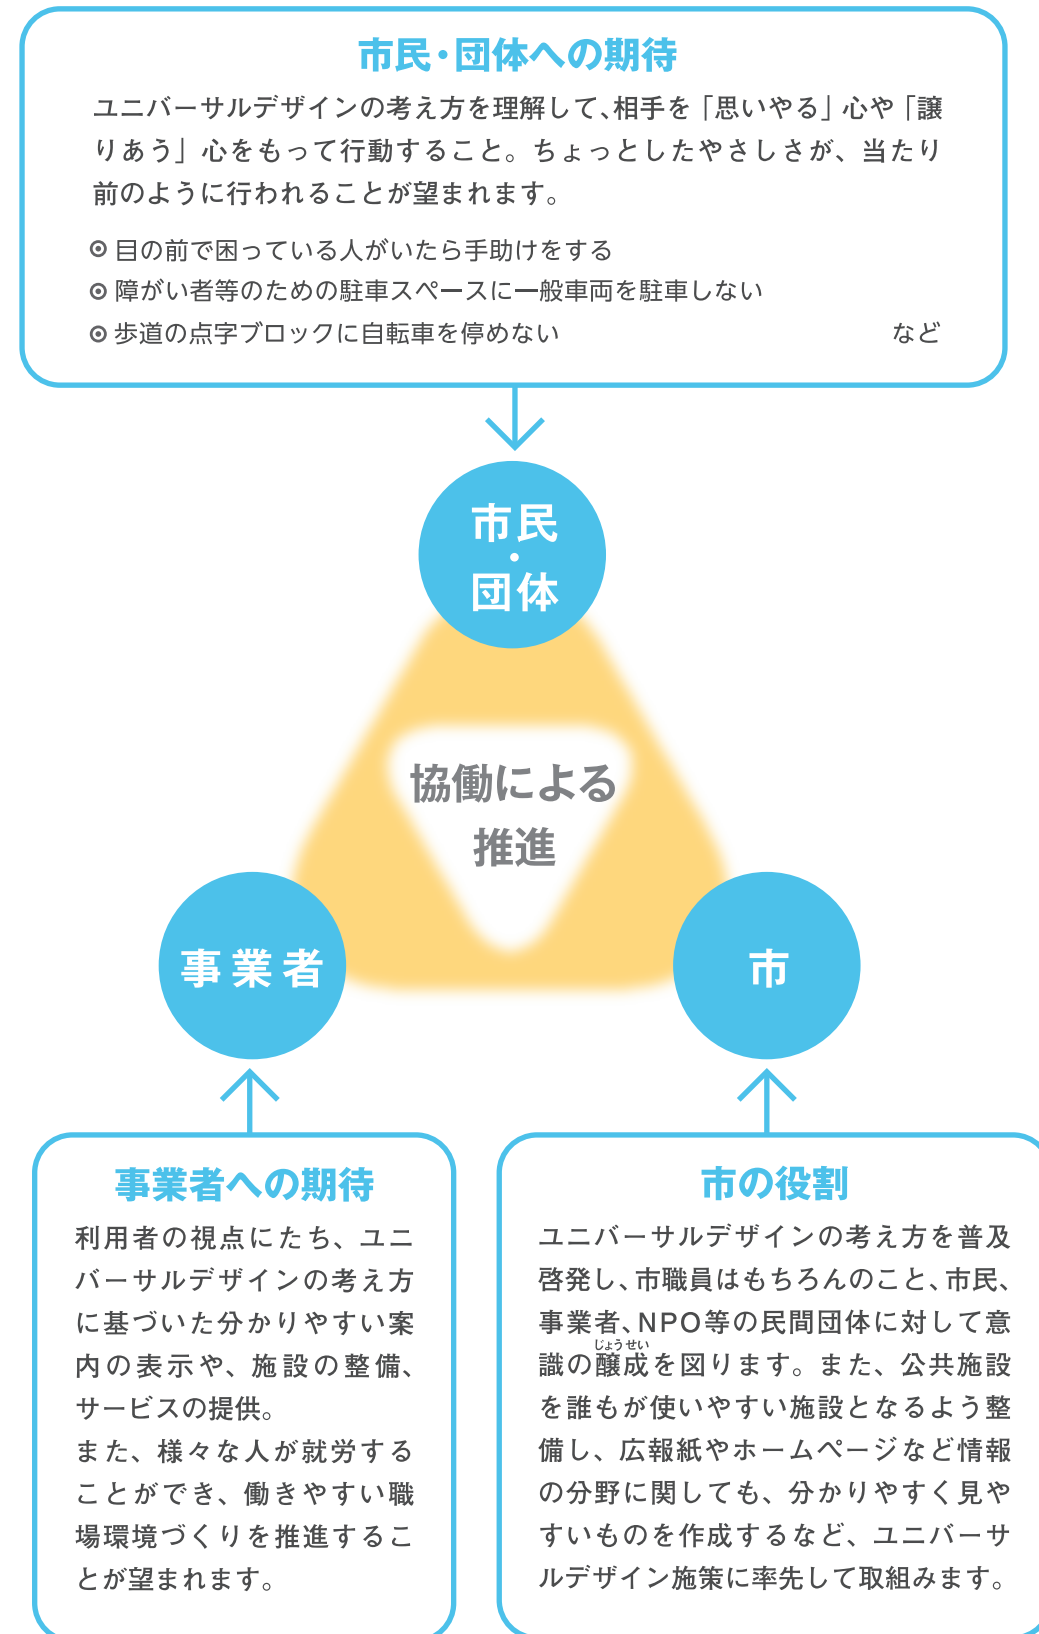 市民・団体への期待
ユニバーサルデザインの考え方を理解して、相手を「思いやる」心や「譲
りあう」心をもって行動すること。ちょっとしたやさしさが、当たり
前のように行われることが望まれます。
◉ 目の前で困っている人がいたら手助けをする
◉ 障がい者等のための駐車スペースに一般車両を駐車しない
◉ 歩道の点字ブロックに自転車を停めない など
市民
・
団体
協働による
推進
事業者
市
事業者への期待
利用者の視点にたち、ユニ
バーサルデザインの考え方
に基づいた分かりやすい案
内の表示や、施設の整備、
サービスの提供。
また、様々な人が就労する
ことができ、働きやすい職
場環境づくりを推進するこ
とが望まれます。
市の役割
ユニバーサルデザインの考え方を普及
啓発し、市職員はもちろんのこと、市民、
事業者、NPO等の民間団体に対して意
じょうせい
識の醸成を図ります。また、公共施設
を誰もが使いやすい施設となるよう整
備し、広報紙やホームページなど情報
の分野に関しても、分かりやすく見や
すいものを作成するなど、ユニバーサ
ルデザイン施策に率先して取組みます。